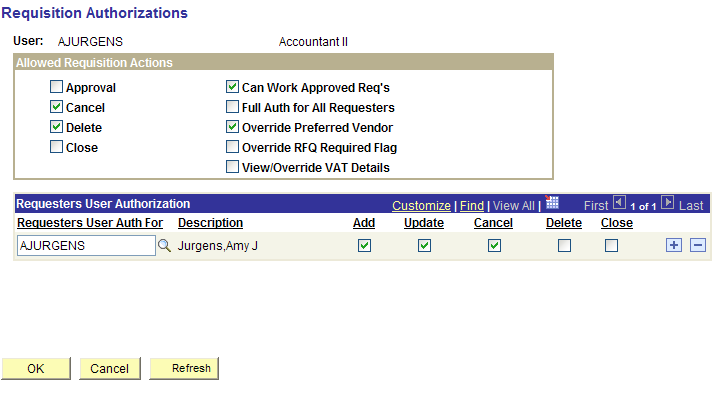 Requisition Authorizations
User: AJURGENS Accountant II
Allowed Requisition Actions
Approval Can Work Approved Req's
Cancel Full Auth for All Requesters
Delete Override Preferred Vendor
Close Override RFQ Required Flag
View/Override VAT Details
Requesters User Authorization Customize | Find | View All | First 1 of 1 Last
Requesters User Auth For Description Add Update Cancel Delete Close
AJURGENS Jurgens,Amy J
OK Cancel Refresh